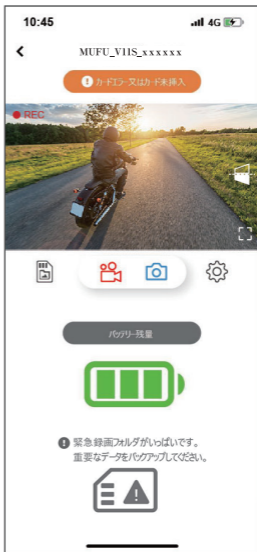 10:45
4G
MUFU_V11S_xxxxxx
カードエラー又はカード未挿入
REC
バッテリー残量
緊急録画フォルダがいっぱいです。
重要なデータをバックアップしてください。